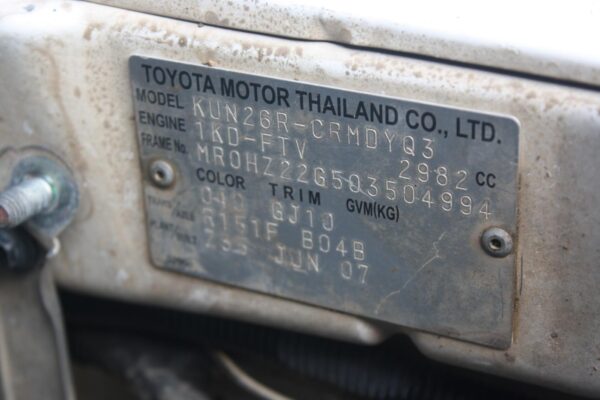 TOYOTA MOTOR THAILAND CO., LTD.
MODEL KUN26R-CRMDYQ3
ENGINE 1KD-FTV 2982 CC
FRAME No. MR0HZ22G503504994
COLOR TRIM GVM(KG)
040 GJ10
5151F B04B
JUN 07